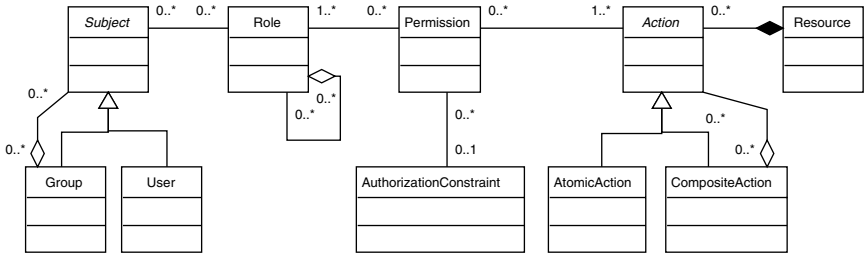 Subject 0..* 0..* Role 1..* 0..* Permission 0..* 1..* Action 0..* Resource
0..* 0..* 0..* 0..* 0..*
0..* 0..1 0..*
Group User AuthorizationConstraint AtomicAction CompositeAction